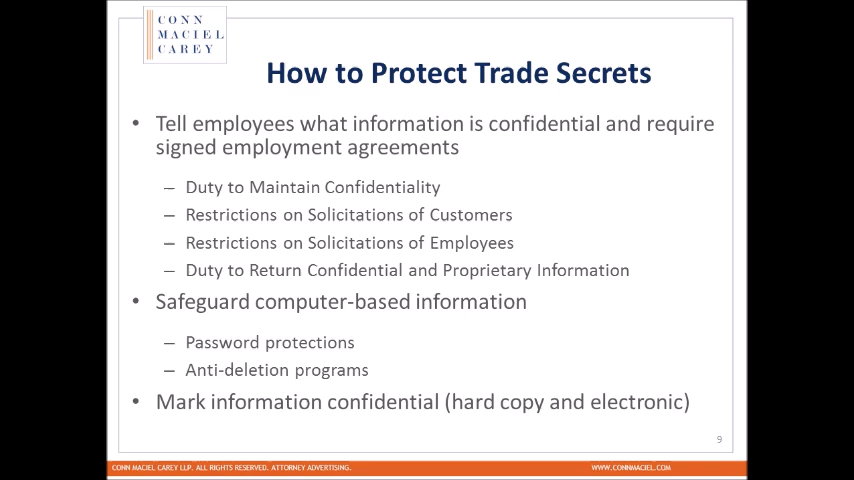 CONN
MACIEL
CAREY
How to Protect Trade Secrets
• Tell employees what information is confidential and require
signed employment agreements
– Duty to Maintain Confidentiality
– Restrictions on Solicitations of Customers
– Restrictions on Solicitations of Employees
– Duty to Return Confidential and Proprietary Information
• Safeguard computer-based information
– Password protections
– Anti-deletion programs
• Mark information confidential (hard copy and electronic)
9
CONN MACIEL CAREY LLP. ALL RIGHTS RESERVED. ATTORNEY ADVERTISING.
WWW.CONNMACIEL.COM